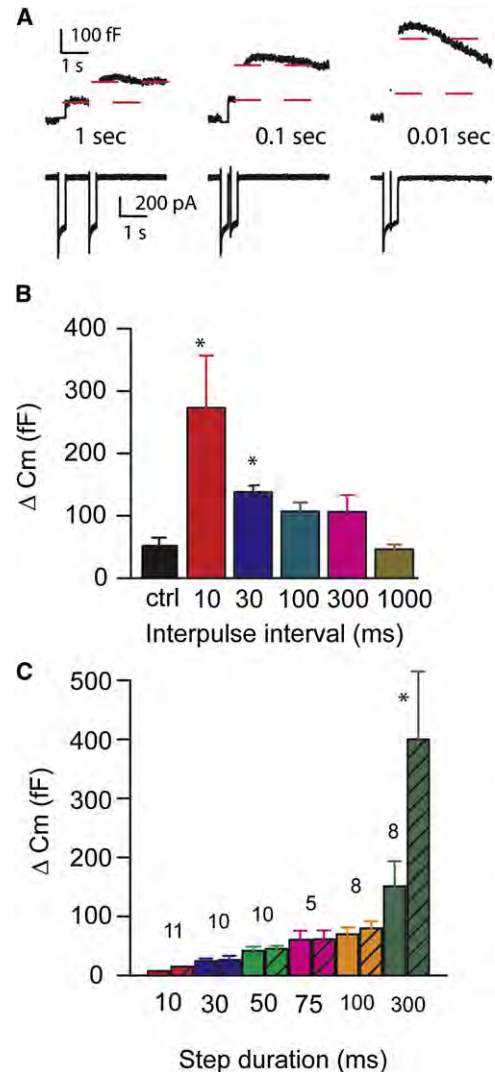 A
100 fF
1 s
1 sec
0.1 sec
0.01 sec
200 pA
1 s
B
400
300
200
100
0
Δ Cm (fF)
*
*
ctrl 10 30 100 300 1000
Interpulse interval (ms)
C
500
400
300
200
100
0
Δ Cm (fF)
11 10 10 5 8 8 *
10 30 50 75 100 300
Step duration (ms)